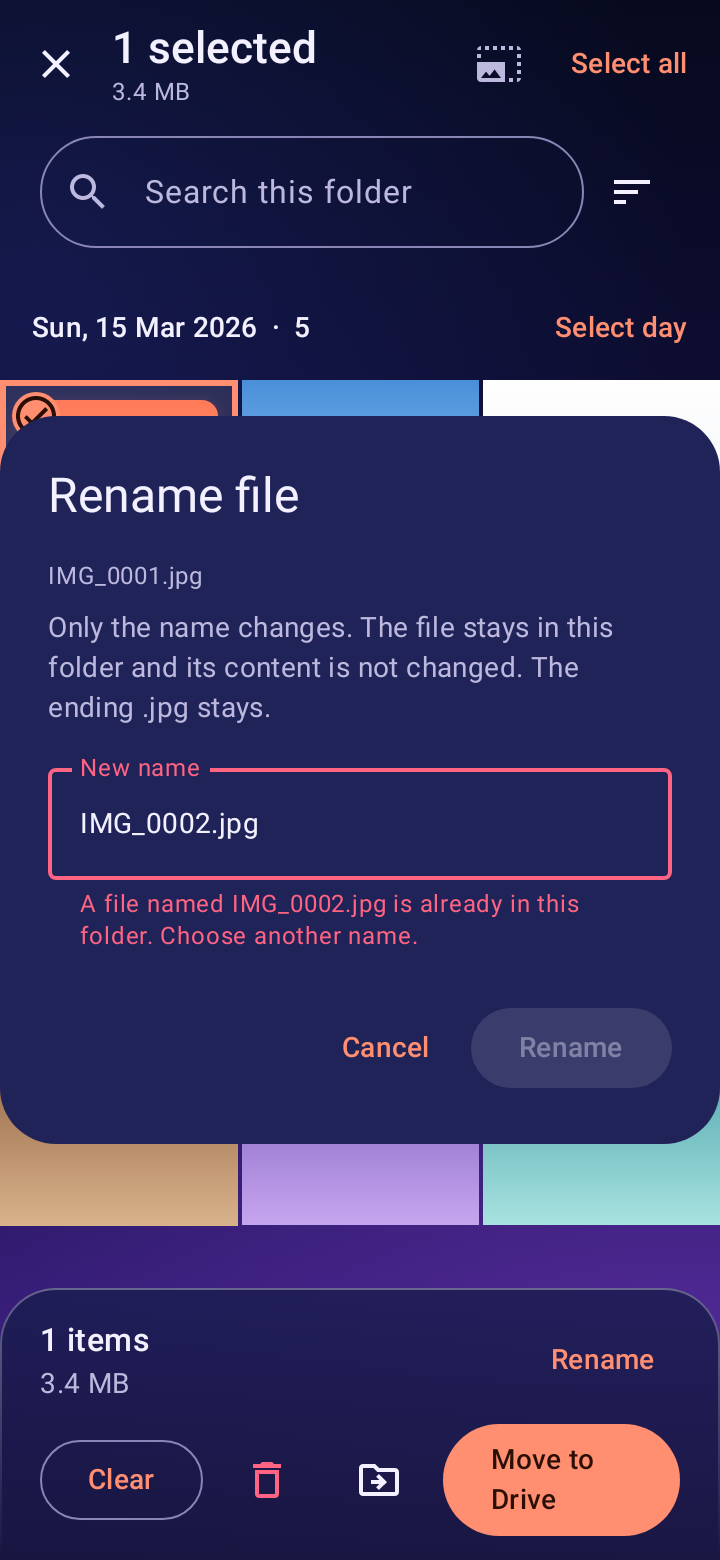 1 selected
3.4 MB
Select all
Search this folder
Sun, 15 Mar 2026 · 5
Select day
Rename file
IMG_0001.jpg
Only the name changes. The file stays in this
folder and its content is not changed. The
ending .jpg stays.
New name
IMG_0002.jpg
A file named IMG_0002.jpg is already in this
folder. Choose another name.
Cancel
Rename
1 items
3.4 MB
Rename
Clear
Move to
Drive